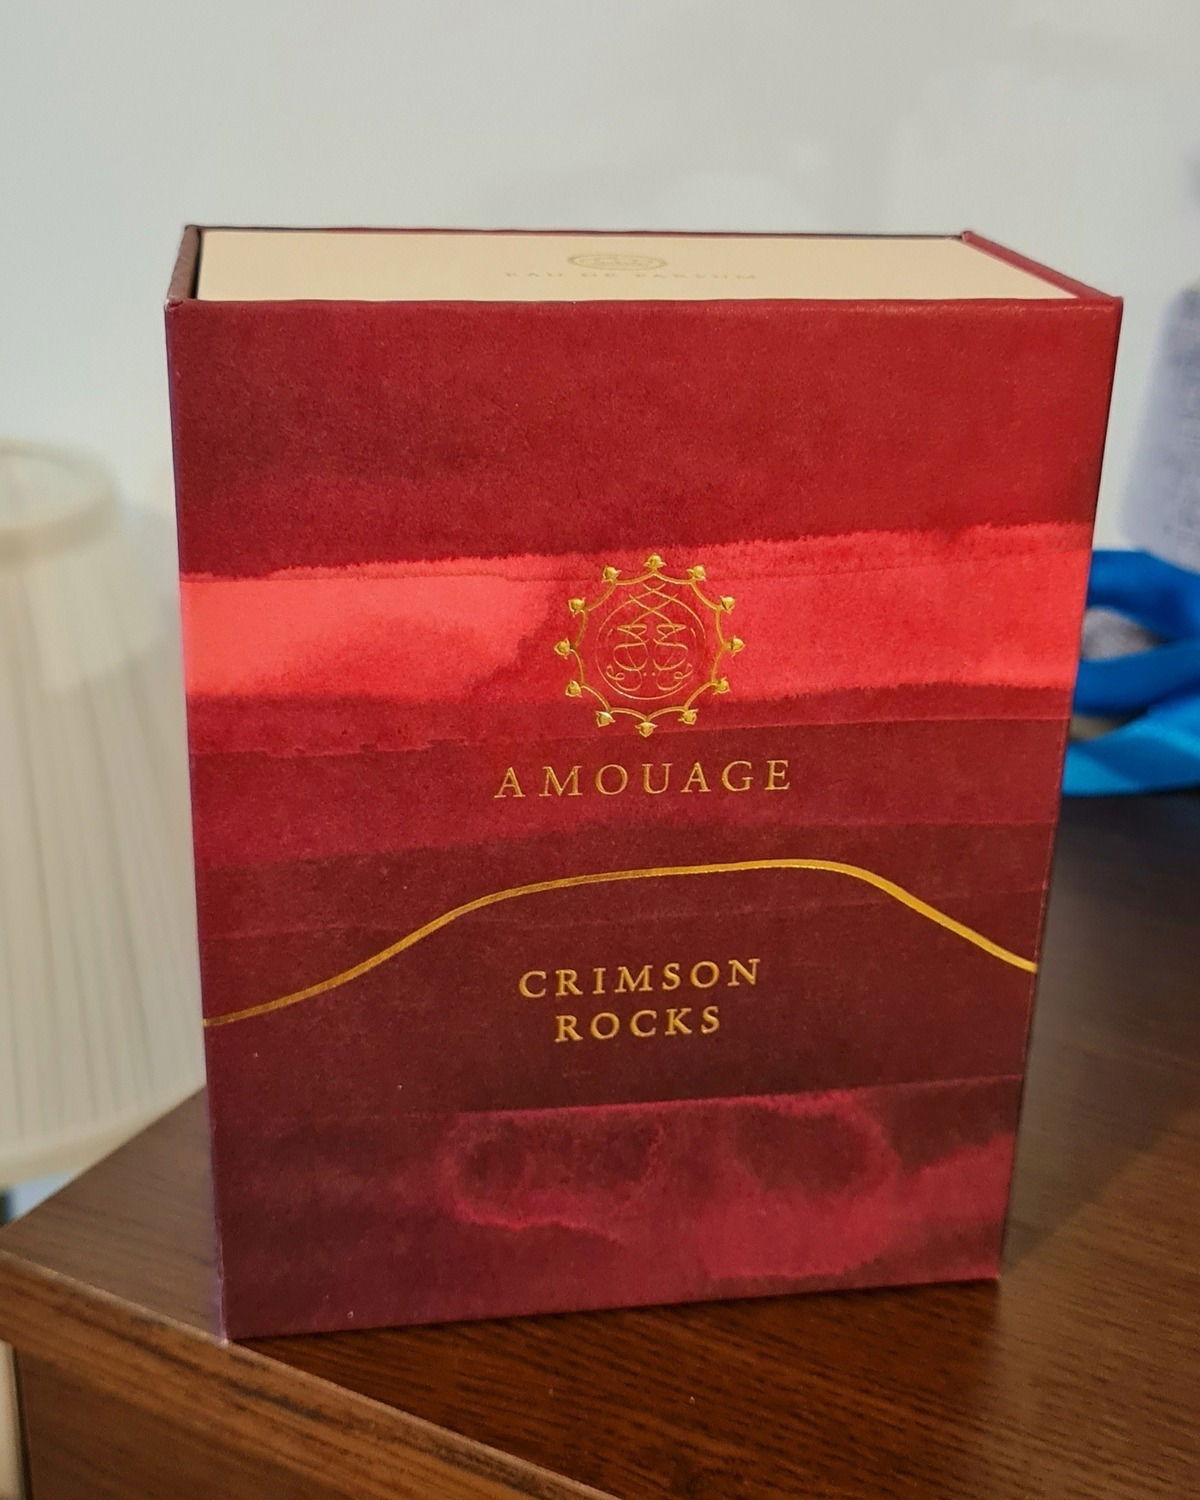 EAU DE PARFUM
AMOUAGE
CRIMSON
ROCKS